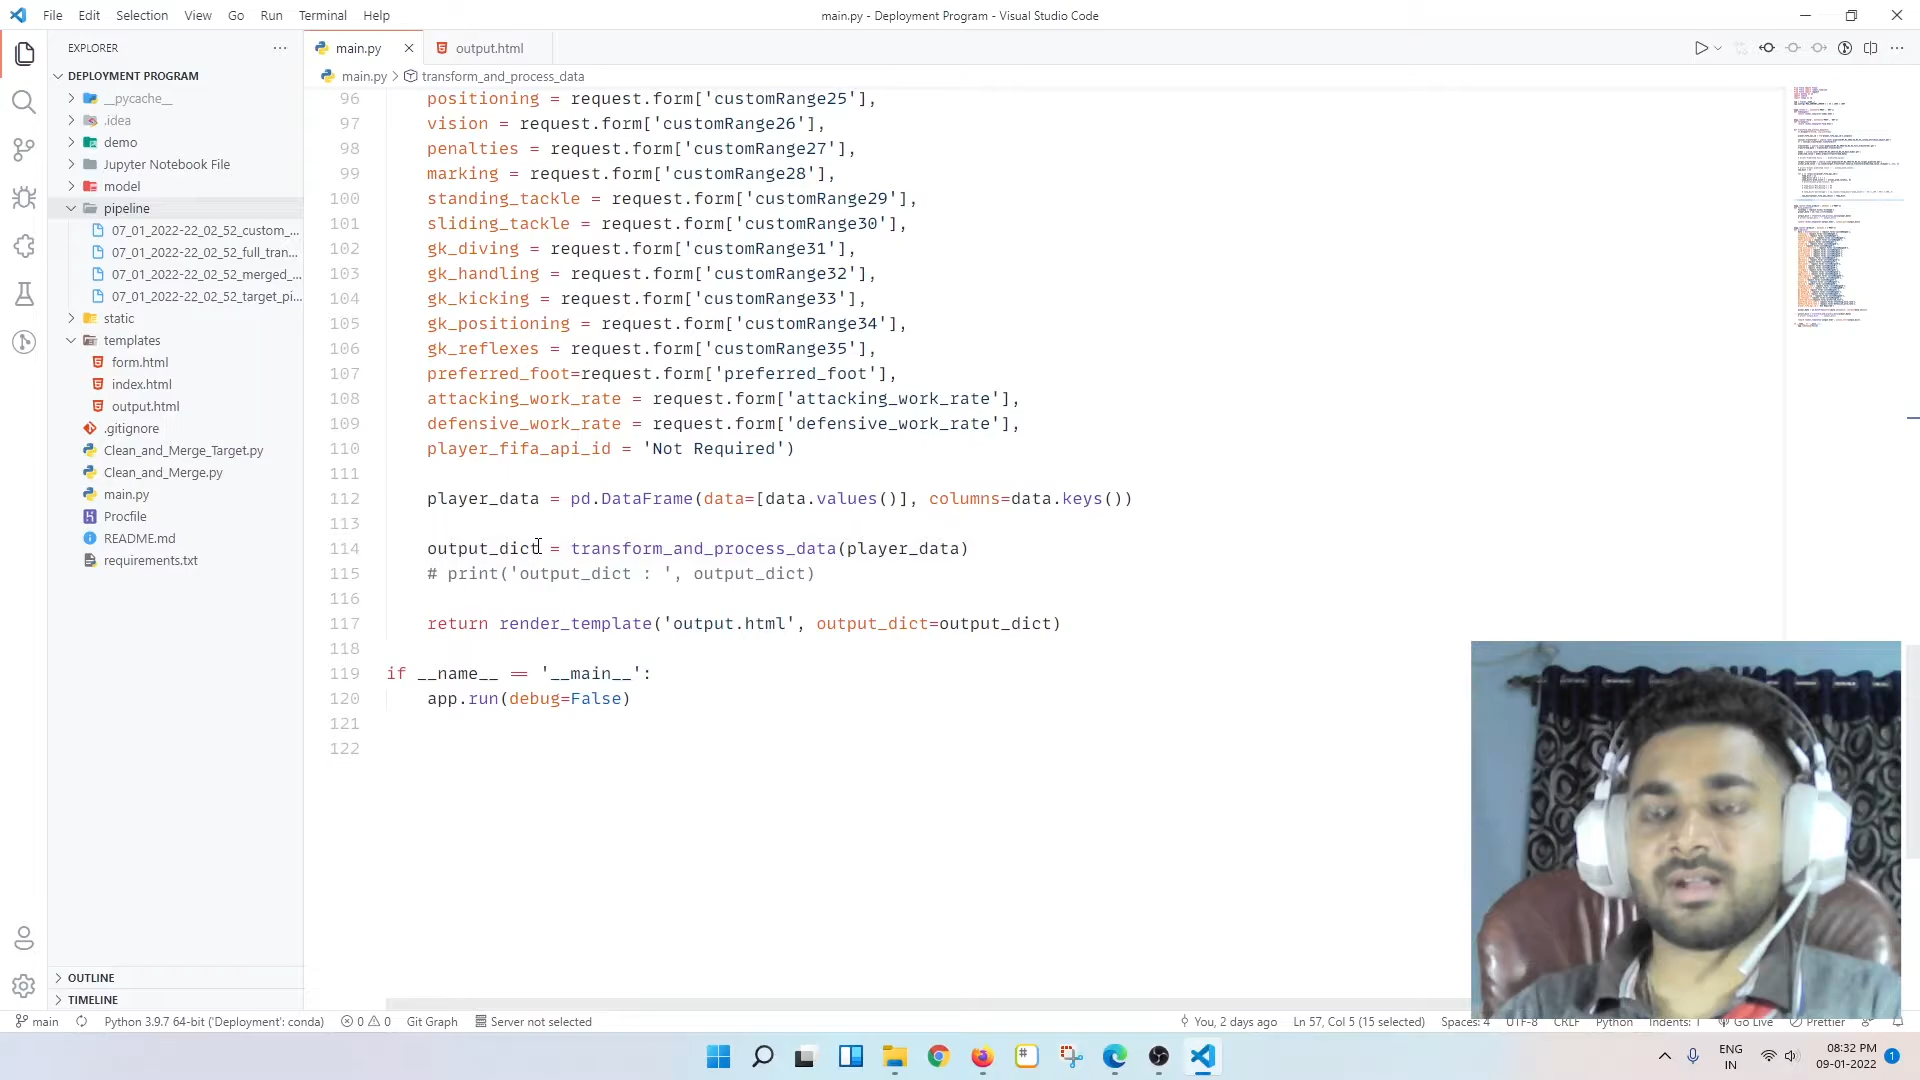 File Edit Selection View Go Run Terminal Help
main.py - Deployment Program - Visual Studio Code
EXPLORER
DEPLOYMENT PROGRAM
__pycache__
.idea
demo
Jupyter Notebook File
model
pipeline
07_01_2022-22_02_52_custom_...
07_01_2022-22_02_52_full_tran...
07_01_2022-22_02_52_merged_...
07_01_2022-22_02_52_target_pi...
static
templates
form.html
index.html
output.html
.gitignore
Clean_and_Merge_Target.py
Clean_and_Merge.py
main.py
Procfile
README.md
requirements.txt
OUTLINE
TIMELINE
main.py output.html
main.py > transform_and_process_data
96 positioning = request.form['customRange25'],
97 vision = request.form['customRange26'],
98 penalties = request.form['customRange27'],
99 marking = request.form['customRange28'],
100 standing_tackle = request.form['customRange29'],
101 sliding_tackle = request.form['customRange30'],
102 gk_diving = request.form['customRange31'],
103 gk_handling = request.form['customRange32'],
104 gk_kicking = request.form['customRange33'],
105 gk_positioning = request.form['customRange34'],
106 gk_reflexes = request.form['customRange35'],
107 preferred_foot=request.form['preferred_foot'],
108 attacking_work_rate = request.form['attacking_work_rate'],
109 defensive_work_rate = request.form['defensive_work_rate'],
110 player_fifa_api_id = 'Not Required')
111
112 player_data = pd.DataFrame(data=[data.values()], columns=data.keys())
113
114 output_dict = transform_and_process_data(player_data)
115 # print('output_dict : ', output_dict)
116
117 return render_template('output.html', output_dict=output_dict)
118
119 if __name__ == '__main__':
120 app.run(debug=False)
121
122
main Python 3.9.7 64-bit ('Deployment': conda) 0 0 Git Graph Server not selected You, 2 days ago Ln 57, Col 5 (15 selected) Spaces: 4 UTF-8 CRLF Python Indents: 1 Go Live Prettier
ENG
IN
08:32 PM
09-01-2022
1